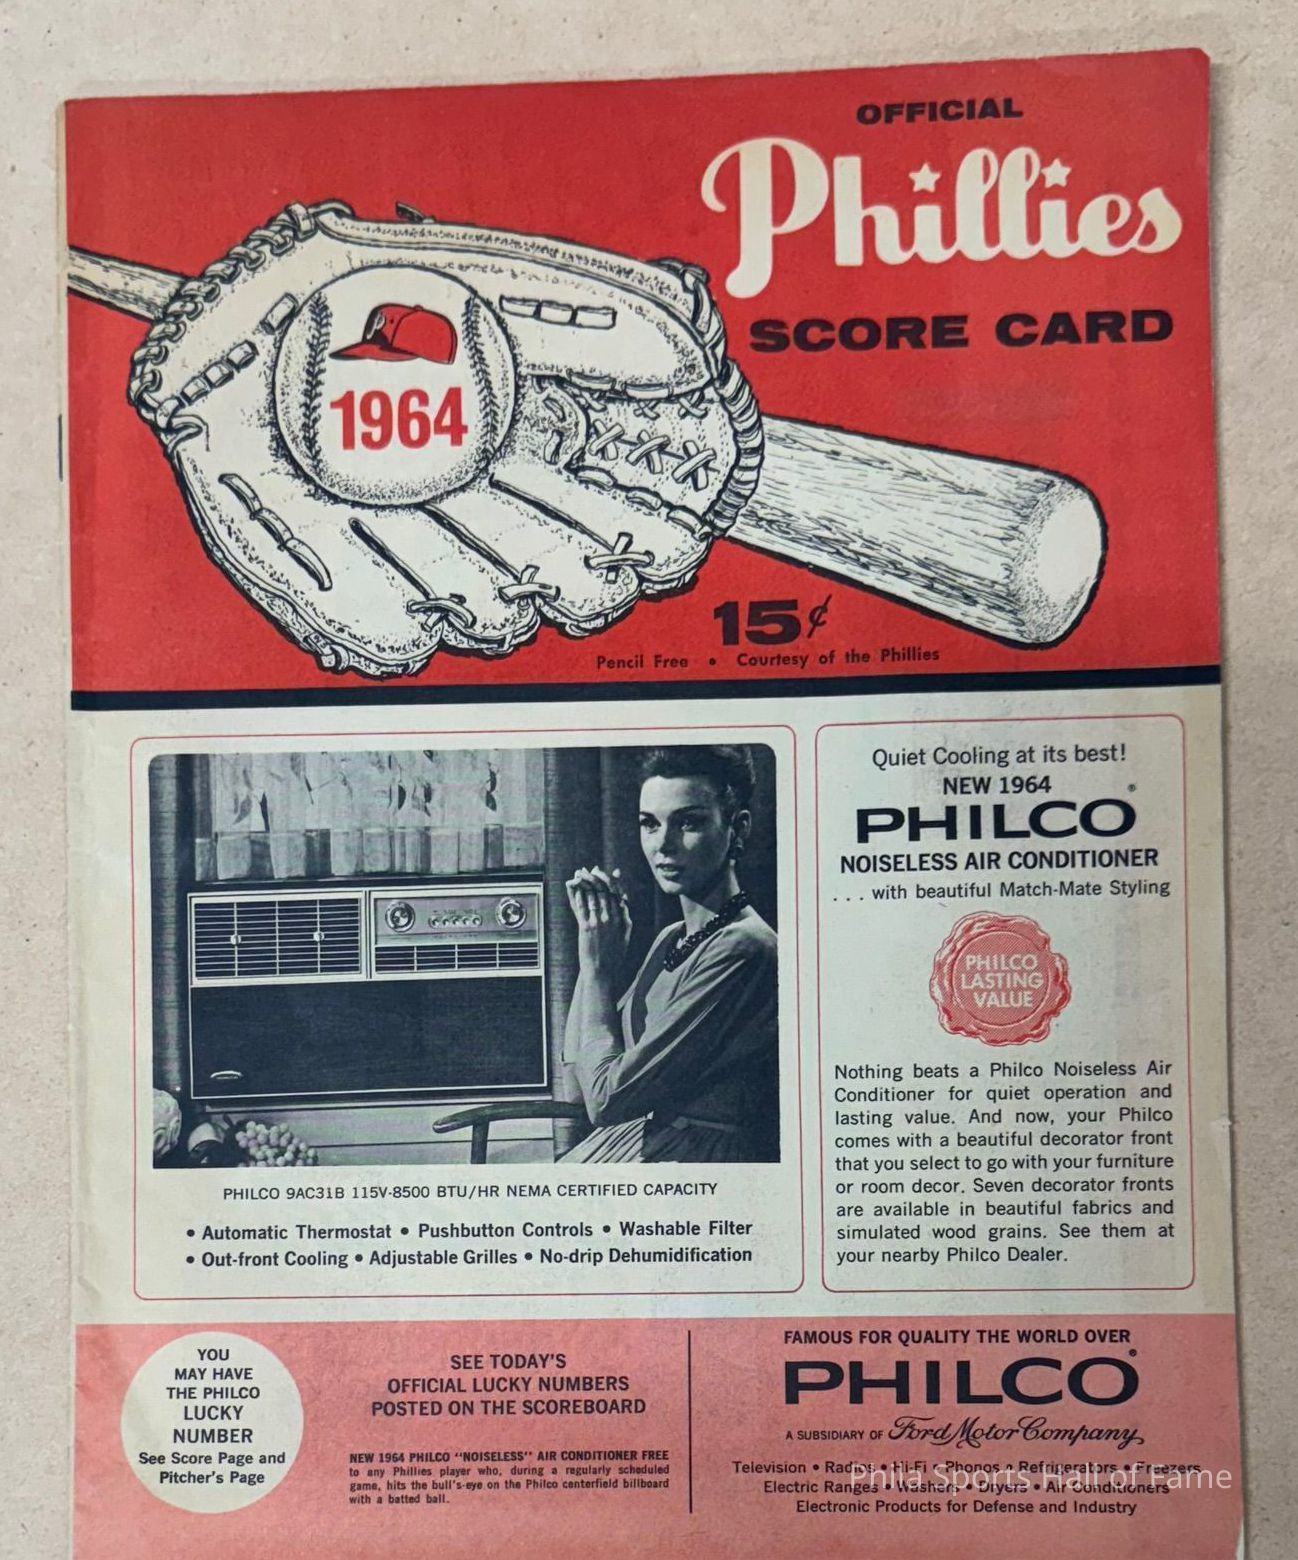 OFFICIAL
Phillies
SCORE CARD
1964
15¢
Pencil Free • Courtesy of the Phillies
PHILCO 9AC31B 115V-8500 BTU/HR NEMA CERTIFIED CAPACITY
• Automatic Thermostat • Pushbutton Controls • Washable Filter
• Out-front Cooling • Adjustable Grilles • No-drip Dehumidification
Quiet Cooling at its best!
NEW 1964
PHILCO®
NOISELESS AIR CONDITIONER
. . . with beautiful Match-Mate Styling
PHILCO
LASTING
VALUE
Nothing beats a Philco Noiseless Air
Conditioner for quiet operation and
lasting value. And now, your Philco
comes with a beautiful decorator front
that you select to go with your furniture
or room decor. Seven decorator fronts
are available in beautiful fabrics and
simulated wood grains. See them at
your nearby Philco Dealer.
YOU
MAY HAVE
THE PHILCO
LUCKY
NUMBER
See Score Page and
Pitcher's Page
SEE TODAY'S
OFFICIAL LUCKY NUMBERS
POSTED ON THE SCOREBOARD
NEW 1964 PHILCO "NOISELESS" AIR CONDITIONER FREE
to any Phillies player who, during a regularly scheduled
game, hits the bull's-eye on the Philco centerfield billboard
with a batted ball.
FAMOUS FOR QUALITY THE WORLD OVER
PHILCO®
A SUBSIDIARY OF Ford Motor Company,
Television • Radios • Hi-Fi • Phonos • Refrigerators • Freezers
Electric Ranges • Washers • Dryers • Air Conditioners
Electronic Products for Defense and Industry
Phila Sports Hall of Fame